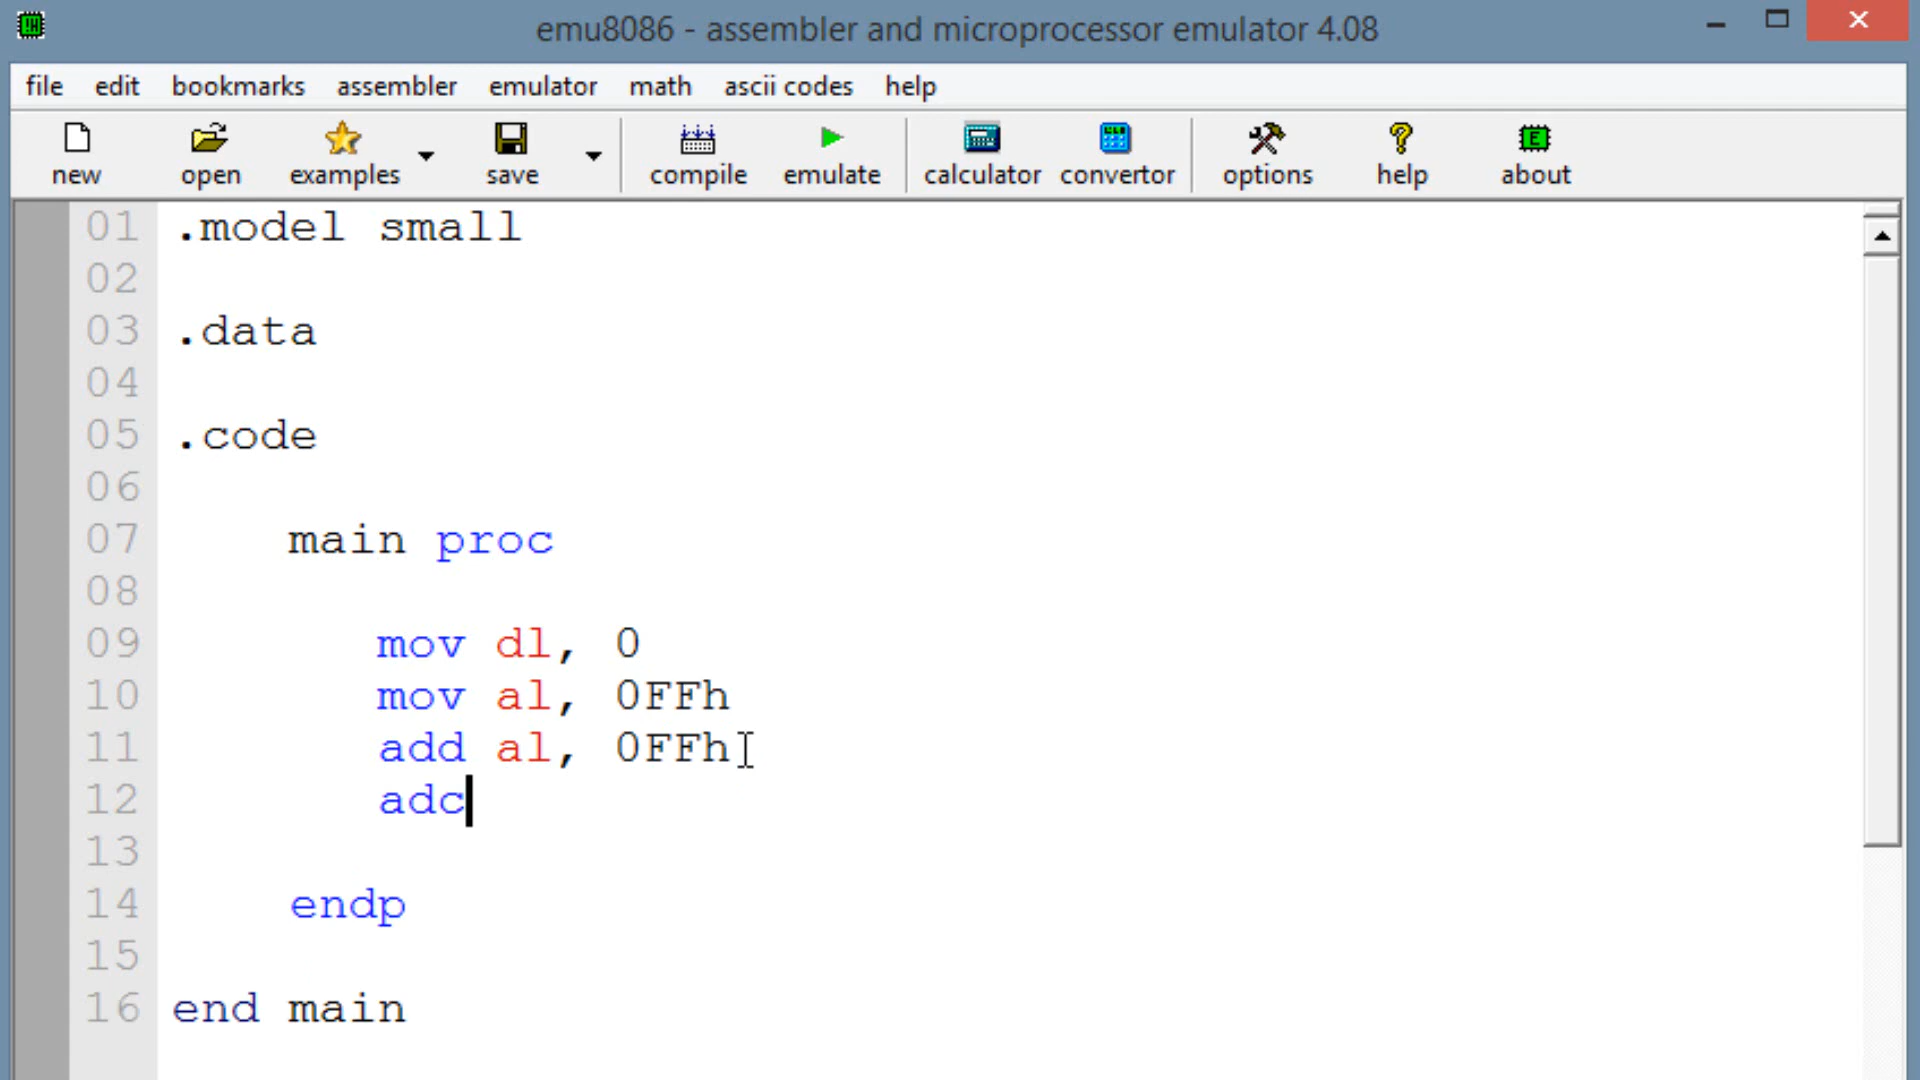 emu8086 - assembler and microprocessor emulator 4.08
file edit bookmarks assembler emulator math ascii codes help
new open examples save compile emulate calculator convertor options help about
01 .model small
02
03 .data
04
05 .code
06
07 main proc
08
09 mov dl, 0
10 mov al, 0FFh
11 add al, 0FFh
12 adc
13
14 endp
15
16 end main